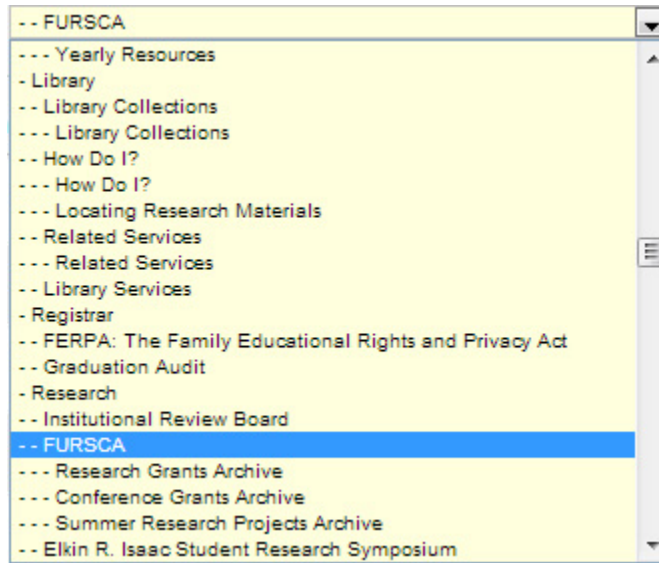 - - FURSCA
- - - Yearly Resources
- Library
- - Library Collections
- - - Library Collections
- - How Do I?
- - - How Do I?
- - - Locating Research Materials
- - Related Services
- - - Related Services
- - Library Services
- Registrar
- - FERPA: The Family Educational Rights and Privacy Act
- - Graduation Audit
- Research
- - Institutional Review Board
- - FURSCA
- - - Research Grants Archive
- - - Conference Grants Archive
- - - Summer Research Projects Archive
- - Elkin R. Isaac Student Research Symposium